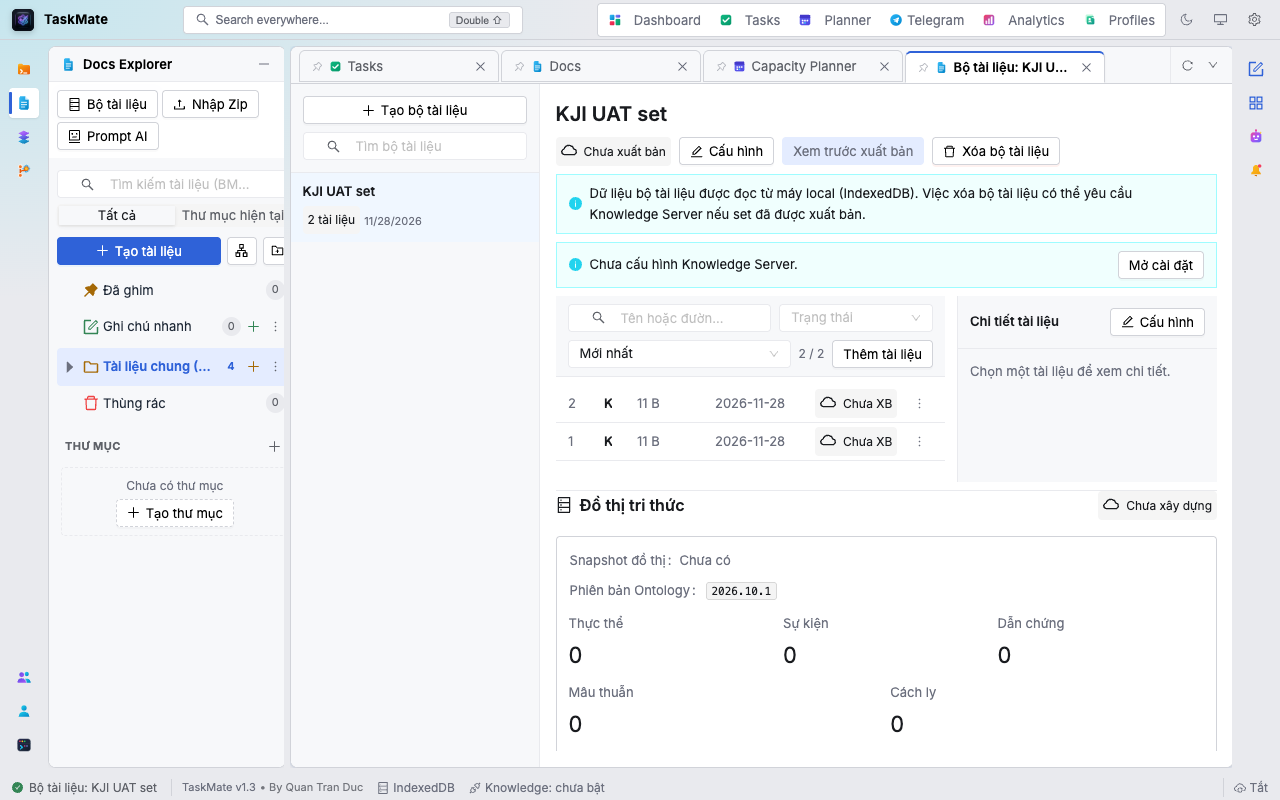 TaskMate
Search everywhere...
Double
Dashboard
Tasks
Planner
Telegram
Analytics
Profiles
Docs Explorer
Bộ tài liệu
Nhập Zip
Prompt AI
Tìm kiếm tài liệu (BM...
Tất cả
Thư mục hiện tại
Tạo tài liệu
Đã ghim
0
Ghi chú nhanh
0
Tài liệu chung (...
4
Thùng rác
0
THƯ MỤC
Chưa có thư mục
Tạo thư mục
Tasks
Docs
Capacity Planner
Bộ tài liệu: KJI U...
Tạo bộ tài liệu
Tìm bộ tài liệu
KJI UAT set
2 tài liệu
11/28/2026
KJI UAT set
Chưa xuất bản
Cấu hình
Xem trước xuất bản
Xóa bộ tài liệu
Dữ liệu bộ tài liệu được đọc từ máy local (IndexedDB). Việc xóa bộ tài liệu có thể yêu cầu
Knowledge Server nếu set đã được xuất bản.
Chưa cấu hình Knowledge Server.
Mở cài đặt
Tên hoặc đườn...
Trạng thái
Mới nhất
2 / 2
Thêm tài liệu
2 K 11 B 2026-11-28 Chưa XB
1 K 11 B 2026-11-28 Chưa XB
Chi tiết tài liệu
Cấu hình
Chọn một tài liệu để xem chi tiết.
Đồ thị tri thức
Chưa xây dựng
Snapshot đồ thị: Chưa có
Phiên bản Ontology: 2026.10.1
Thực thể
0
Sự kiện
0
Dẫn chứng
0
Mâu thuẫn
0
Cách ly
0
Bộ tài liệu: KJI UAT set
TaskMate v1.3 • By Quan Tran Duc
IndexedDB
Knowledge: chưa bật
Tắt